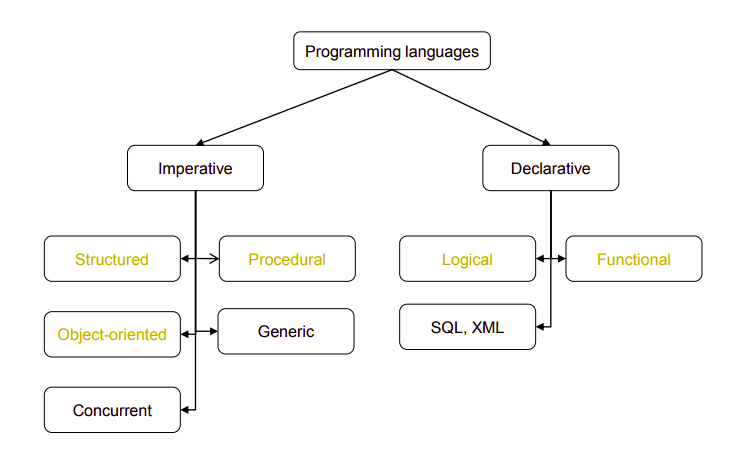 Programming languages
Imperative
Declarative
Structured
Procedural
Logical
Functional
Object-oriented
Generic
SQL, XML
Concurrent